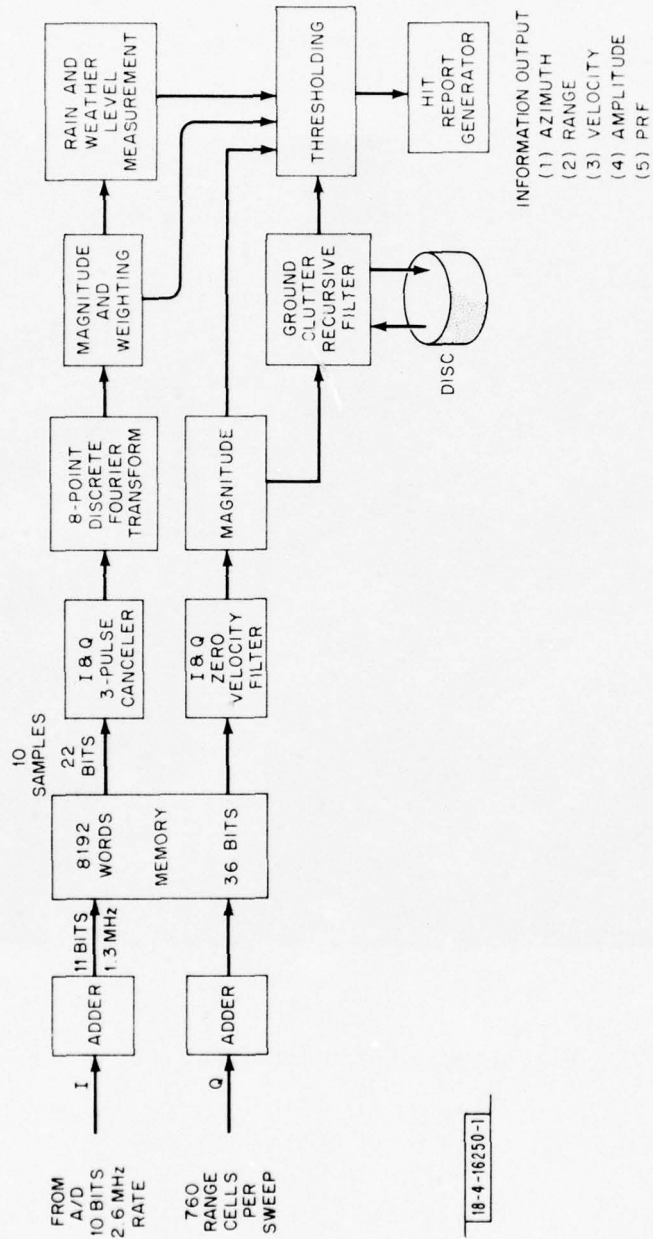 FROM
A/D
10 BITS
2.6 MHz
RATE
I
ADDER
11 BITS
1.3 MHz
760
RANGE
CELLS
PER
SWEEP
Q
ADDER
8192
WORDS
MEMORY
36 BITS
10
SAMPLES
22
BITS
I & Q
3-PULSE
CANCELER
8-POINT
DISCRETE
FOURIER
TRANSFORM
MAGNITUDE
AND
WEIGHTING
RAIN AND
WEATHER
LEVEL
MEASUREMENT
I & Q
ZERO
VELOCITY
FILTER
MAGNITUDE
GROUND
CLUTTER
RECURSIVE
FILTER
DISC
THRESHOLDING
HIT
REPORT
GENERATOR
INFORMATION OUTPUT
(1) AZIMUTH
(2) RANGE
(3) VELOCITY
(4) AMPLITUDE
(5) PRF
18-4-16250-1